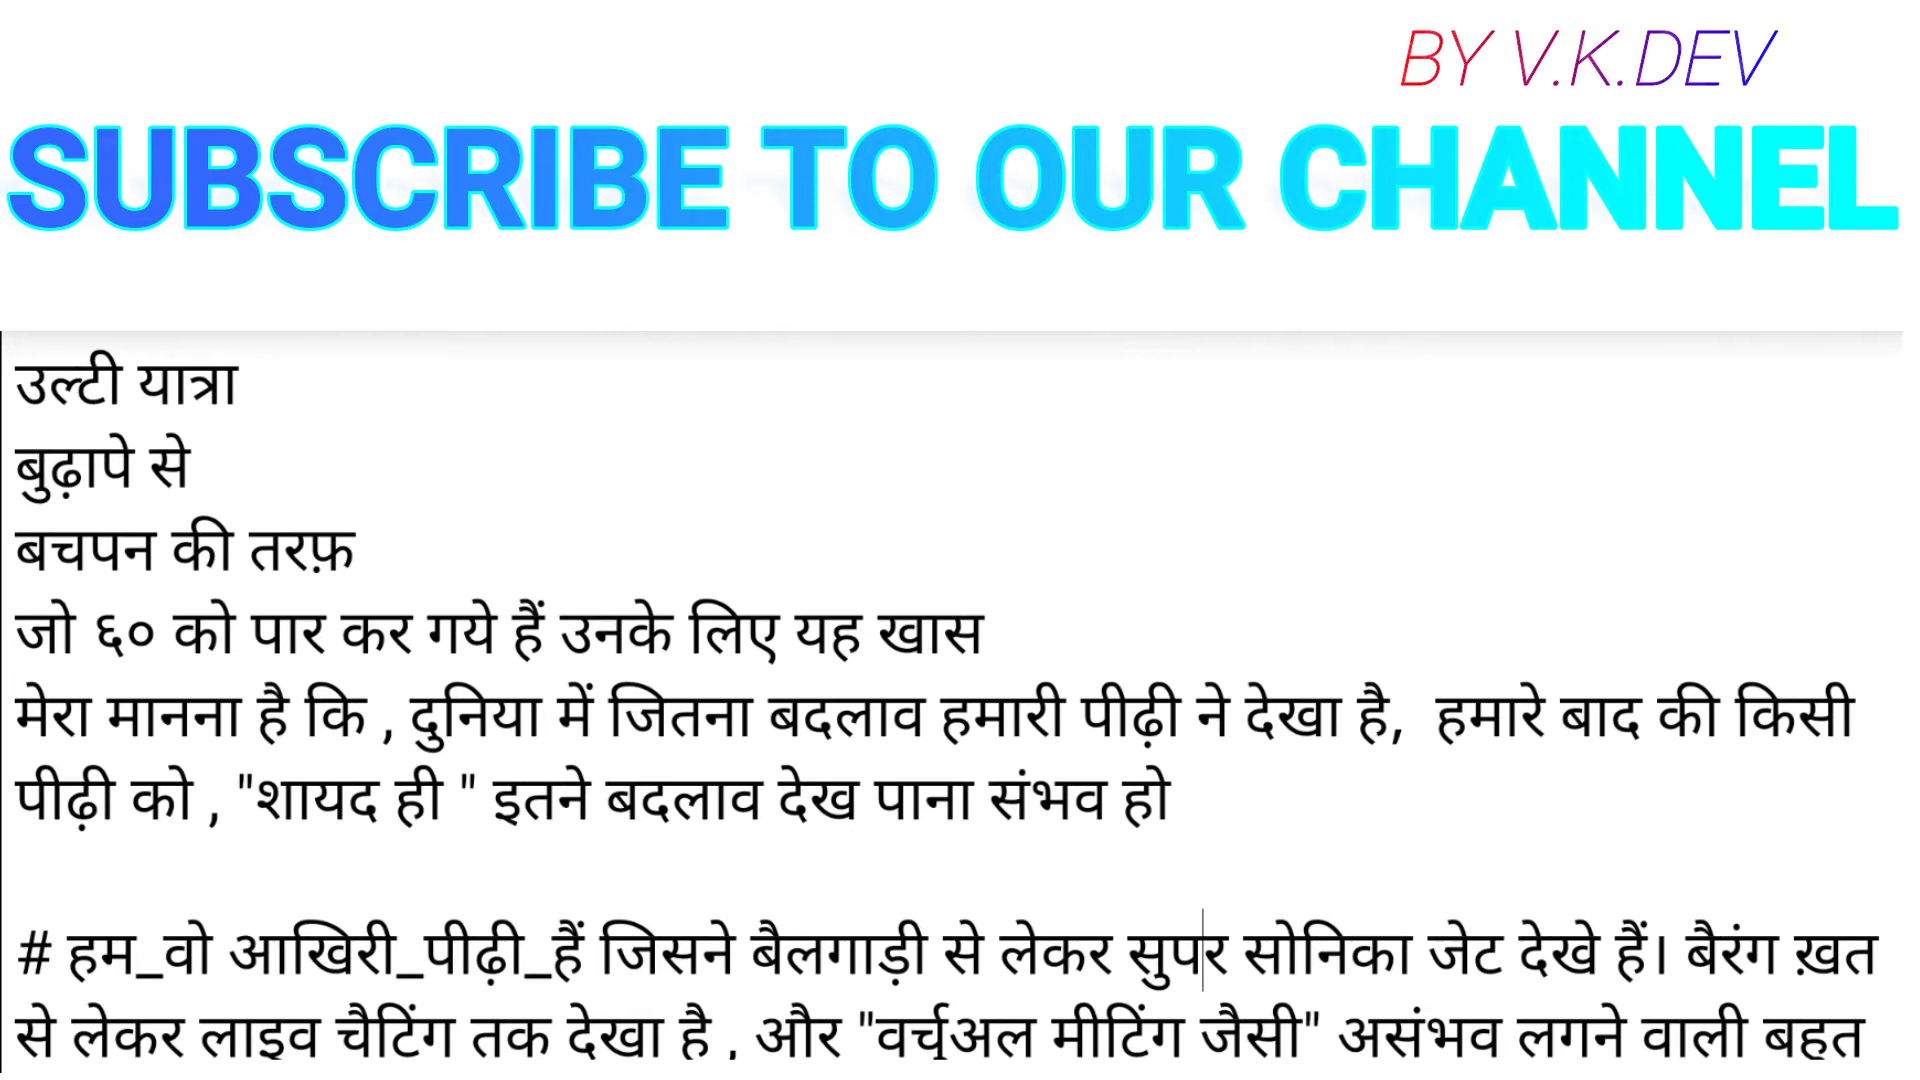 BY V.K.DEV
SUBSCRIBE TO OUR CHANNEL
उल्टी यात्रा
बुढ़ापे से
बचपन की तरफ़
जो ६० को पार कर गये हैं उनके लिए यह खास
मेरा मानना है कि , दुनिया में जितना बदलाव हमारी पीढ़ी ने देखा है,  हमारे बाद की किसी
पीढ़ी को , "शायद ही " इतने बदलाव देख पाना संभव हो
# हम_वो आखिरी_पीढ़ी_हैं जिसने बैलगाड़ी से लेकर सुपर सोनिका जेट देखे हैं। बैरंग ख़त
से लेकर लाइव चैटिंग तक देखा है , और "वर्चुअल मीटिंग जैसी" असंभव लगने वाली बहुत